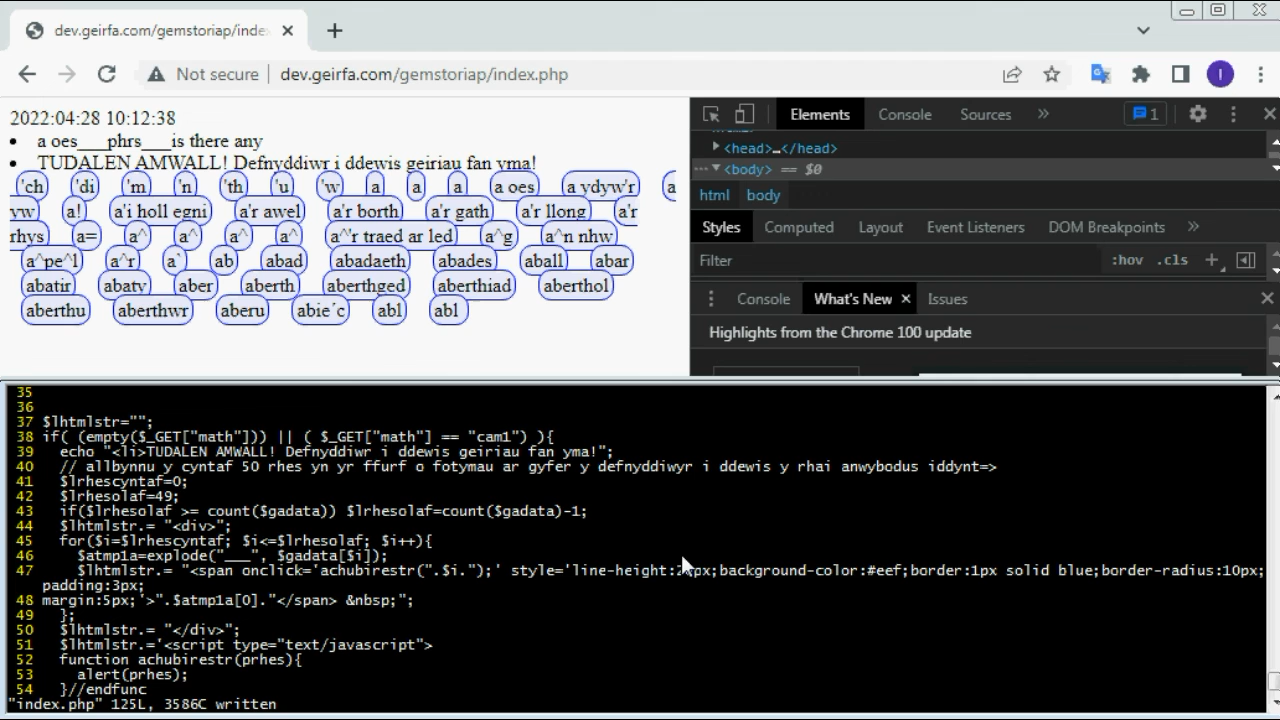 dev.geirfa.com/gemstoriap/inde
Not secure
dev.geirfa.com/gemstoriap/index.php
I
2022:04:28 10:12:38
• a oes___phrs___is there any
• TUDALEN AMWALL! Defnyddiwr i ddewis geiriau fan yma!
'ch 'di 'm 'n 'th 'u 'w a a a a oes a ydyw'r a
yw a! a'i holl egni a'r awel a'r borth a'r gath a'r llong a'r
rhys a= a^ a^ a^ a^ a^'r traed ar led a^g a^n nhw
a^pe^l a^r a` ab abad abadaeth abades aball abar
abatir abaty aber aberth aberthged aberthiad aberthol
aberthu aberthwr aberu abie´c abl abl
Elements Console Sources » 1
<head>…</head>
··· <body> == $0
html body
Styles Computed Layout Event Listeners DOM Breakpoints »
Filter :hov .cls +
Console What's New × Issues
Highlights from the Chrome 100 update
35
36
37 $lhtmlstr="";
38 if( (empty($_GET["math"])) || ( $_GET["math"] == "cam1") ){
39 echo "<li>TUDALEN AMWALL! Defnyddiwr i ddewis geiriau fan yma!";
40 // allbynnu y cyntaf 50 rhes yn yr ffurf o fotymau ar gyfer y defnyddiwyr i ddewis y rhai anwybodus iddynt=>
41 $lrhescyntaf=0;
42 $lrhesolaf=49;
43 if($lrhesolaf >= count($gadata)) $lrhesolaf=count($gadata)-1;
44 $lhtmlstr.= "<div>";
45 for($i=$lrhescyntaf; $i<=$lrhesolaf; $i++){
46 $atmp1a=explode("___", $gadata[$i]);
47 $lhtmlstr.= "<span onclick='achubirestr(".$i.");' style='line-height: px;background-color:#eef;border:1px solid blue;border-radius:10px;
padding:3px;
48 margin:5px;'>".$atmp1a[0]."</span> &nbsp;";
49 };
50 $lhtmlstr.= "</div>";
51 $lhtmlstr.='<script type="text/javascript">
52 function achubirestr(prhes){
53 alert(prhes);
54 }//endfunc
"index.php" 125L, 3586C written